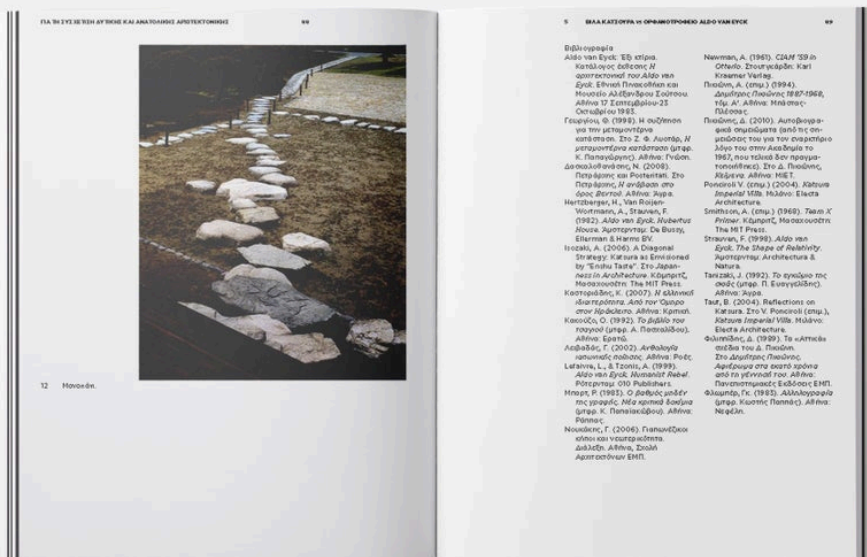 ΓΙΑ ΤΗ ΣΥΣΧΕΤΙΣΗ ΔΥΤΙΚΗΣ ΚΑΙ ΑΝΑΤΟΛΙΚΗΣ ΑΡΧΙΤΕΚΤΟΝΙΚΗΣ
12 Μονοπάτι.
5 ΒΙΛΑ ΚΑΤΣΟΥΡΑ vs ΟΡΦΑΝΟΤΡΟΦΕΙΟ ALDO VAN EYCK 69
Βιβλιογραφία
Aldo van Eyck: Έξι κτίρια.
Κατάλογος έκθεσης Η
αρχιτεκτονική του Aldo van
Eyck. Εθνική Πινακοθήκη και
Μουσείο Αλέξανδρου Σούτσου.
Αθήνα 17 Σεπτεμβρίου-23
Οκτωβρίου 1983.
Γεωργίου, Θ. (1998). Η συζήτηση
για την μεταμοντέρνα
κατάσταση. Στο Ζ. Φ. Λυοτάρ, Η
μεταμοντέρνα κατάσταση (μτφρ.
Κ. Παπαγιώργης). Αθήνα: Γνώση.
Δασκαλοθανάσης, Ν. (2008).
Πετράρχης και Posteritati. Στο
Πετράρχης, Η ανάβαση στο
όρος Βεντού. Αθήνα: Άγρα.
Hertzberger, H., Van Roijen-
Wortmann, A., Strauven, F.
(1982). Aldo van Eyck. Hubertus
House. Άμστερνταμ: De Bussy,
Ellerman & Harms BV.
Isozaki, A. (2006). A Diagonal
Strategy: Katsura as Envisioned
by "Enshu Taste". Στο Japan-
ness in Architecture. Κέιμπριτζ,
Μασαχουσέτη: The MIT Press.
Καστοριάδης, Κ. (2007). Η ελληνική
ιδιαιτερότητα. Από τον Όμηρο
στον Ηράκλειτο. Αθήνα: Κριτική.
Κακούζο, Ο. (1992). Το βιβλίο του
τσαγιού (μτφρ. Α. Πασχαλίδου).
Αθήνα: Ερατώ.
Λειβαδάς, Γ. (2002). Ανθολογία
ιαπωνικής ποίησης. Αθήνα: Ροές.
Lefaivre, L., & Tzonis, A. (1999).
Aldo van Eyck. Humanist Rebel.
Ρότερνταμ: 010 Publishers.
Μπαρτ, Ρ. (1983). Ο βαθμός μηδέν
της γραφής. Νέα κριτικά δοκίμια
(μτφρ. Κ. Παπαϊακώβου). Αθήνα:
Ράππας.
Νουκάκης, Γ. (2006). Γιαπωνέζικοι
κήποι και νεωτερικότητα.
Διάλεξη. Αθήνα, Σχολή
Αρχιτεκτόνων ΕΜΠ.
Newman, A. (1961). CIAM '59 in
Otterlo. Στουτγκάρδη: Karl
Kraemer Verlag.
Πικιώνη, Α. (επιμ.) (1994).
Δημήτρης Πικιώνης 1887-1968,
τόμ. Α'. Αθήνα: Μπάστας-
Πλέσσας.
Πικιώνης, Δ. (2010). Αυτοβιογρα-
φικά σημειώματα (από τις ση-
μειώσεις του για τον εναρκτήριο
λόγο του στην Ακαδημία το
1967, που τελικά δεν πραγμα-
τοποιήθηκε). Στο Δ. Πικιώνης,
Κείμενα. Αθήνα: ΜΙΕΤ.
Ponciroli V. (επιμ.) (2004). Katsura
Imperial Villa. Μιλάνο: Electa
Architecture.
Smithson, A. (επιμ.) (1968). Team X
Primer. Κέιμπριτζ, Μασαχουσέτη:
The MIT Press.
Strauven, F. (1998). Aldo van
Eyck. The Shape of Relativity.
Άμστερνταμ: Architectura &
Natura.
Tanizaki, J. (1992). Το εγκώμιο της
σκιάς (μτφρ. Π. Ευαγγελίδης).
Αθήνα: Άγρα.
Taut, B. (2004). Reflections on
Katsura. Στο V. Ponciroli (επιμ.),
Katsura Imperial Villa. Μιλάνο:
Electa Architecture.
Φιλιππίδης, Δ. (1989). Τα «Αττικά»
σχέδια του Δ. Πικιώνη.
Στο Δημήτρης Πικιώνης,
Αφιέρωμα στα εκατό χρόνια
από τη γέννησή του. Αθήνα:
Πανεπιστημιακές Εκδόσεις ΕΜΠ.
Φλωμπέρ, Γκ. (1983). Αλληλογραφία
(μτφρ. Κωστής Παππάς). Αθήνα:
Νεφέλη.